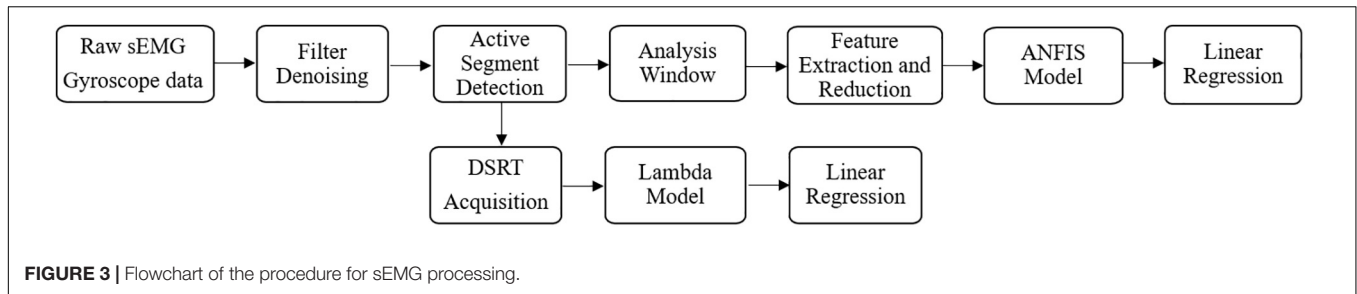 Raw sEMG
Gyroscope data
Filter
Denoising
Active
Segment
Detection
Analysis
Window
Feature
Extraction and
Reduction
ANFIS
Model
Linear
Regression
DSRT
Acquisition
Lambda
Model
Linear
Regression
FIGURE 3 | Flowchart of the procedure for sEMG processing.